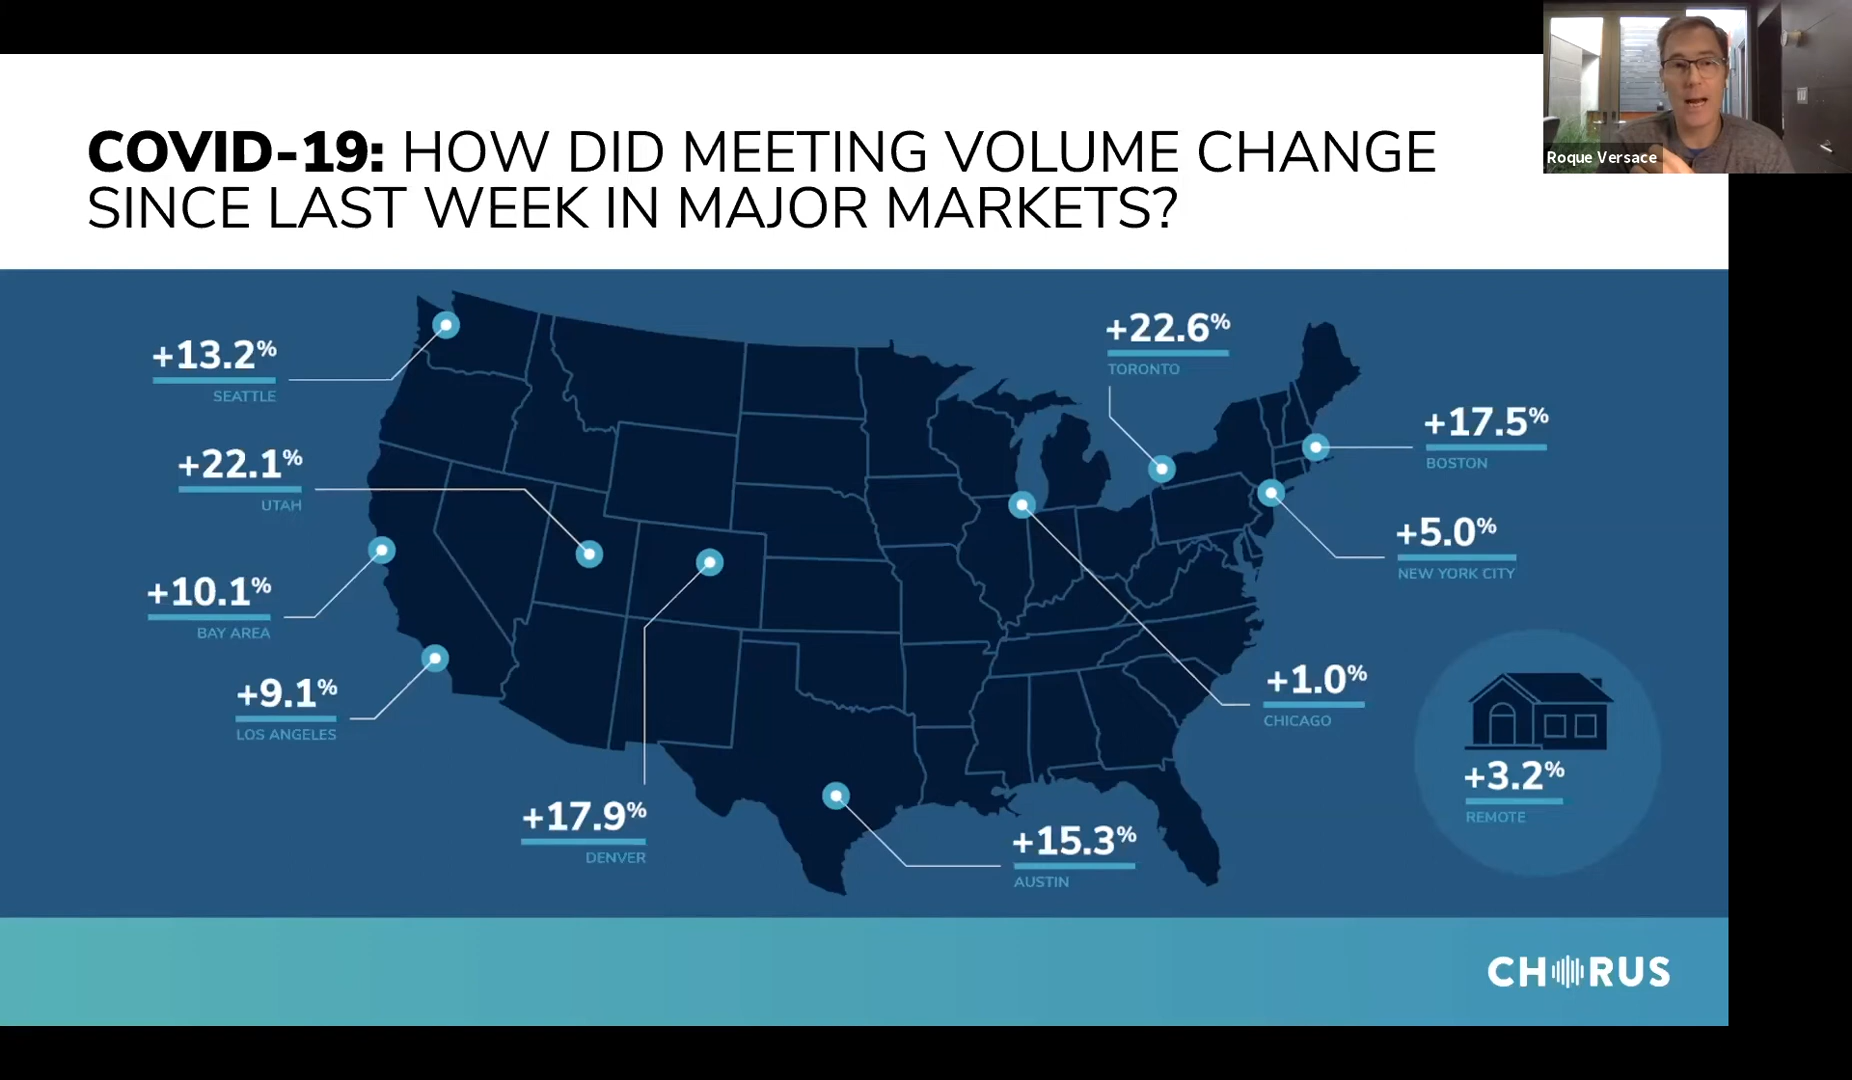 Roque Versace
COVID-19: HOW DID MEETING VOLUME CHANGE
SINCE LAST WEEK IN MAJOR MARKETS?
+13.2%
SEATTLE
+22.1%
UTAH
+10.1%
BAY AREA
+9.1%
LOS ANGELES
+17.9%
DENVER
+15.3%
AUSTIN
+22.6%
TORONTO
+17.5%
BOSTON
+5.0%
NEW YORK CITY
+1.0%
CHICAGO
+3.2%
REMOTE
CHORUS